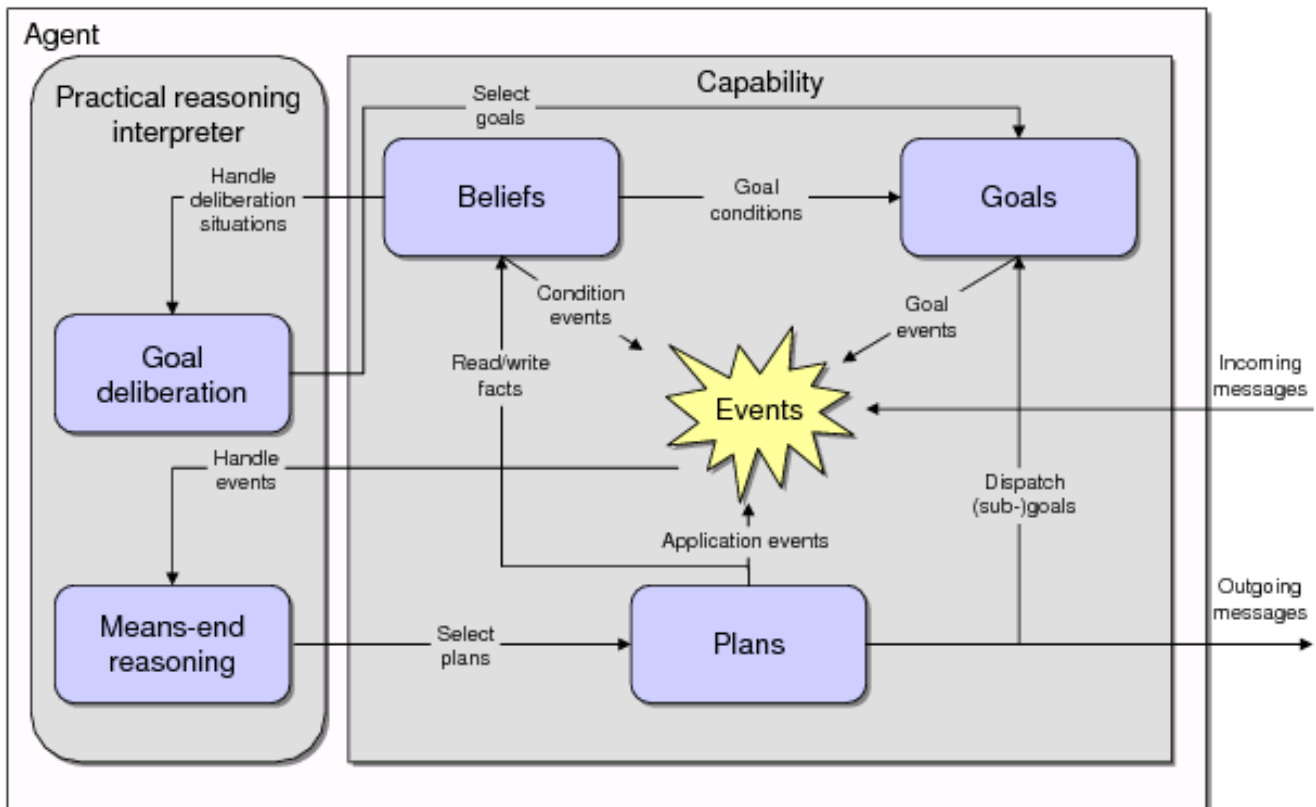 Agent
Practical reasoning
interpreter
Capability
Select
goals
Handle
deliberation
situations
Beliefs
Goal
conditions
Goals
Condition
events
Goal
events
Goal
deliberation
Read/write
facts
Events
Incoming
messages
Handle
events
Dispatch
(sub-)goals
Application events
Means-end
reasoning
Select
plans
Plans
Outgoing
messages